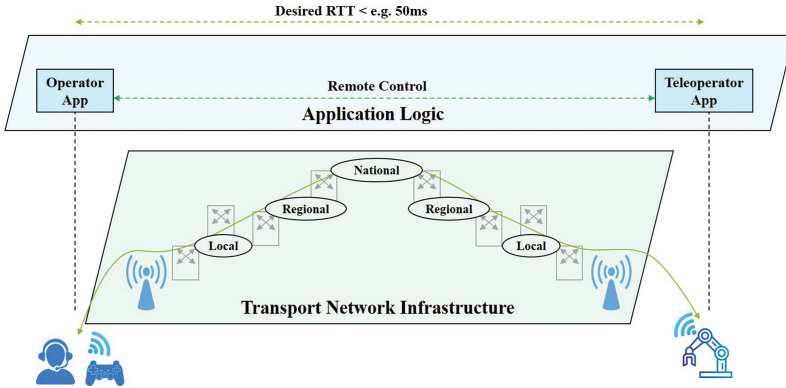 Desired RTT < e.g. 50ms
Operator
App
Remote Control
Teleoperator
App
Application Logic
National
Regional
Regional
Local
Local
Transport Network Infrastructure